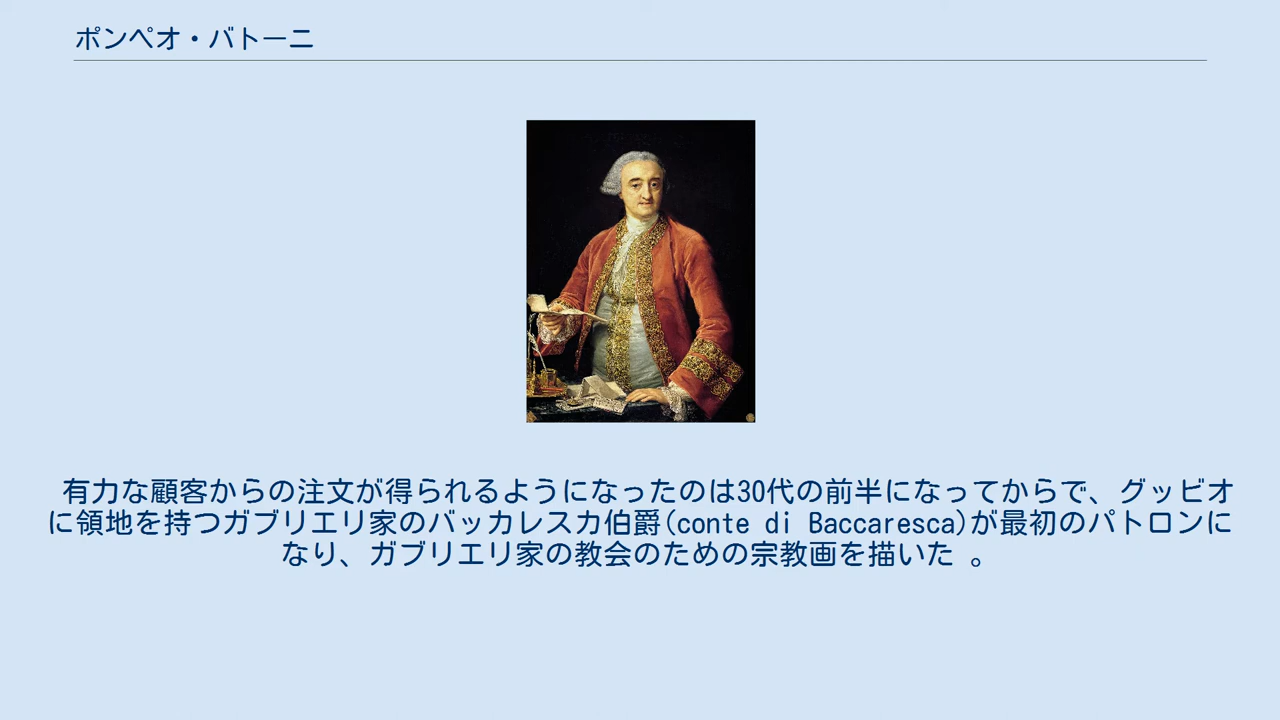 ポンペオ・バトーニ
有力な顧客からの注文が得られるようになったのは30代の前半になってからで、グッビオ
に領地を持つガブリエリ家のバッカレスカ伯爵(conte di Baccaresca)が最初のパトロンに
なり、ガブリエリ家の教会のための宗教画を描いた 。